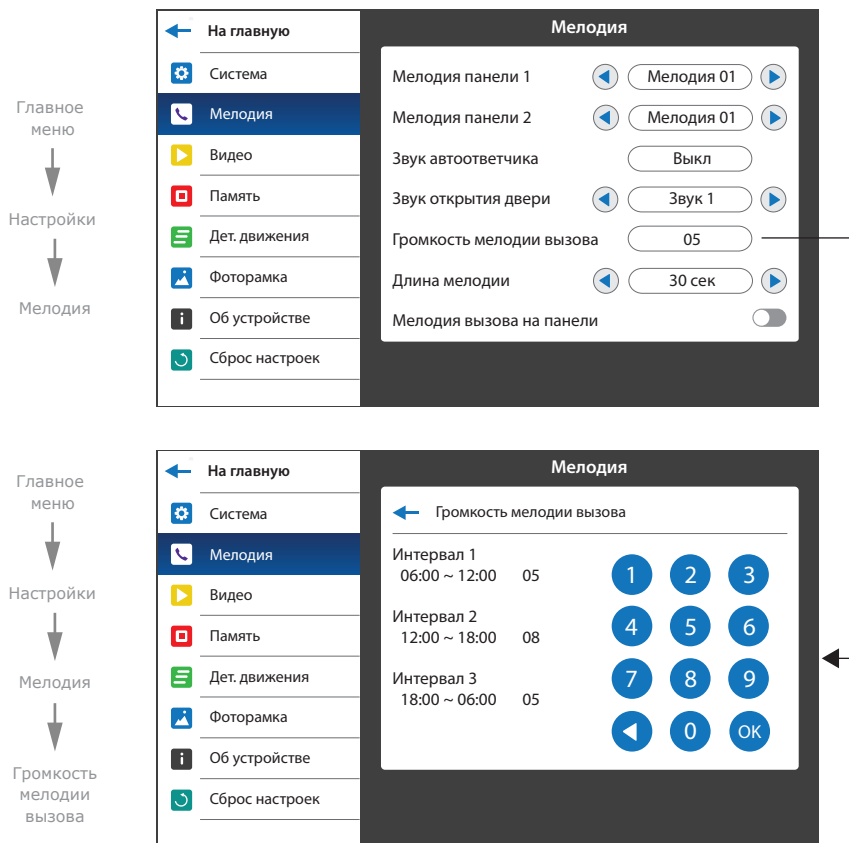 Главное
меню
Настройки
Мелодия
На главную
Система
Мелодия
Видео
Память
Дет. движения
Фоторамка
Об устройстве
Сброс настроек
Мелодия
Мелодия панели 1 Мелодия 01
Мелодия панели 2 Мелодия 01
Звук автоответчика Выкл
Звук открытия двери Звук 1
Громкость мелодии вызова 05
Длина мелодии 30 сек
Мелодия вызова на панели
Главное
меню
Настройки
Мелодия
Громкость
мелодии
вызова
На главную
Система
Мелодия
Видео
Память
Дет. движения
Фоторамка
Об устройстве
Сброс настроек
Мелодия
Громкость мелодии вызова
Интервал 1
06:00 ~ 12:00 05
Интервал 2
12:00 ~ 18:00 08
Интервал 3
18:00 ~ 06:00 05
1 2 3
4 5 6
7 8 9
0 OK